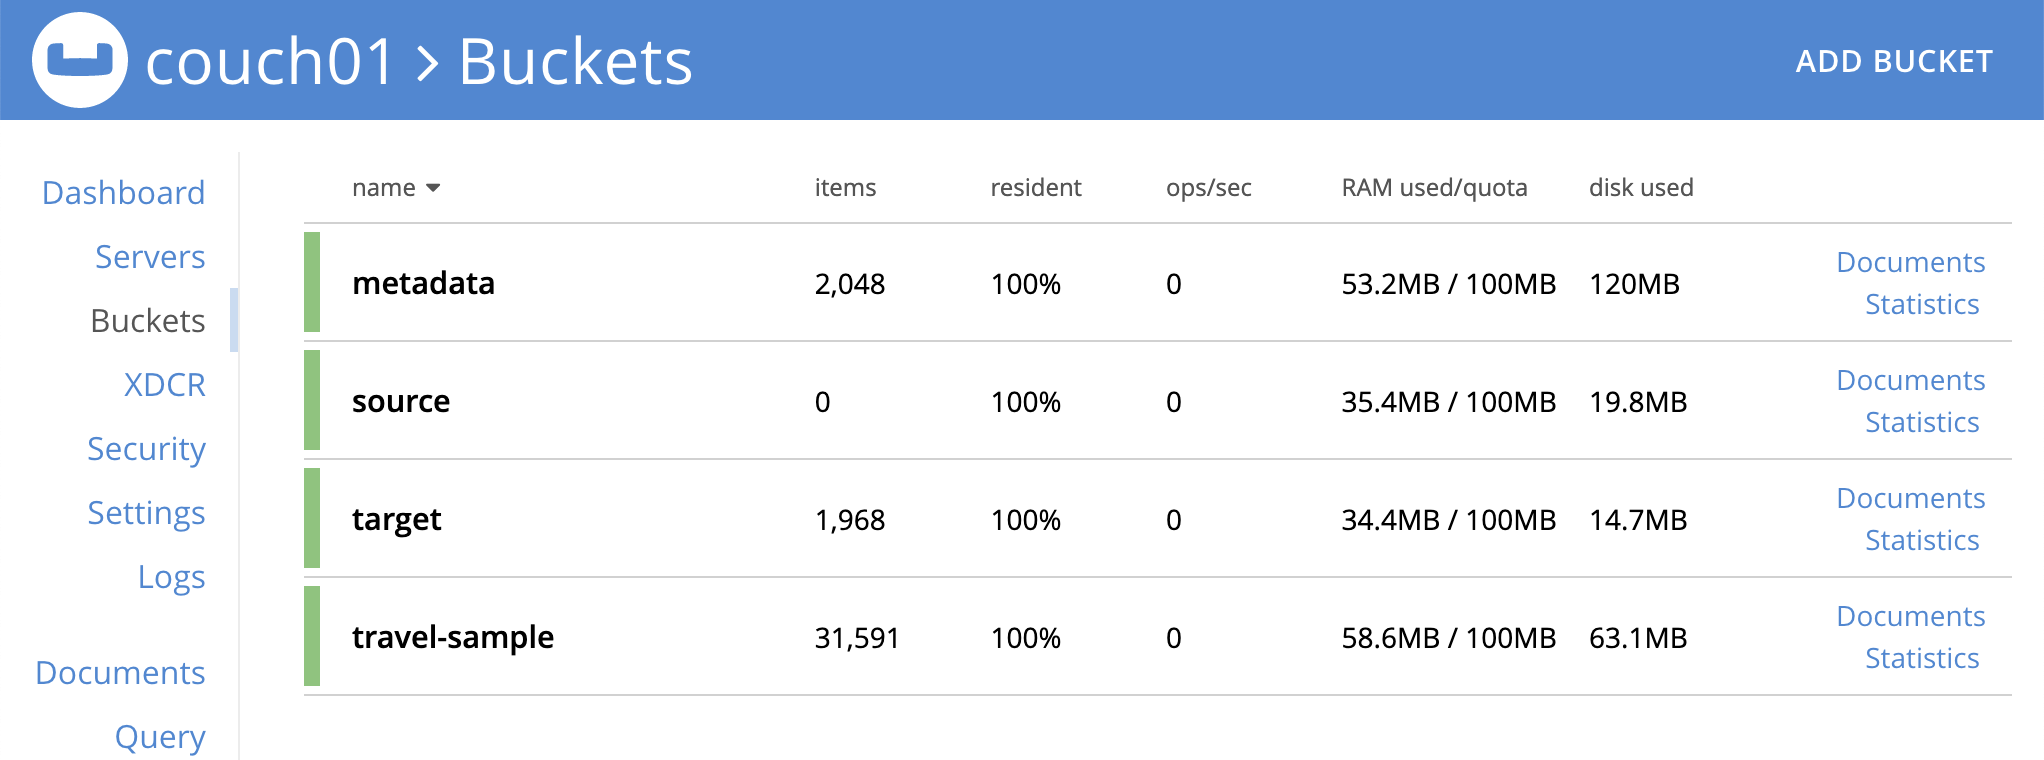 couch01 > Buckets
ADD BUCKET
Dashboard
Servers
Buckets
XDCR
Security
Settings
Logs
Documents
Query
name items resident ops/sec RAM used/quota disk used
metadata 2,048 100% 0 53.2MB / 100MB 120MB
Documents
Statistics
source 0 100% 0 35.4MB / 100MB 19.8MB
Documents
Statistics
target 1,968 100% 0 34.4MB / 100MB 14.7MB
Documents
Statistics
travel-sample 31,591 100% 0 58.6MB / 100MB 63.1MB
Documents
Statistics